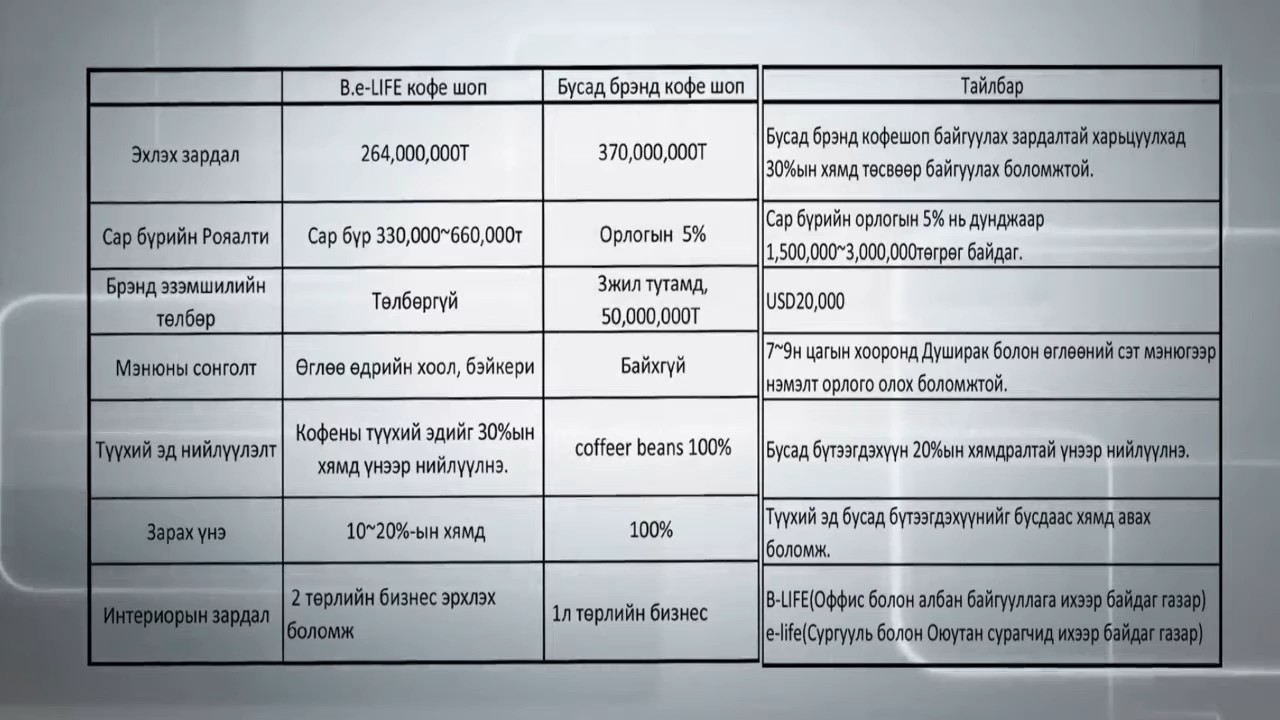 B.e-LIFE кофе шоп
Бусад брэнд кофе шоп
Тайлбар
Эхлэх зардал
264,000,000Т
370,000,000Т
Бусад брэнд кофешоп байгуулах зардалтай харьцуулхад
30%ын хямд төсвөөр байгуулах боломжтой.
Сар бүрийн Рояалти
Сар бүр 330,000~660,000т
Орлогын 5%
Сар бүрийн орлогын 5% нь дунджаар
1,500,000~3,000,000төгрөг байдаг.
Брэнд эзэмшилийн
төлбөр
Төлбөргүй
3жил тутамд,
50,000,000Т
USD20,000
Мэнюны сонголт
Өглөө өдрийн хоол, бэйкери
Байхгүй
7~9н цагын хооронд Душирак болон өглөөний сэт мэнюгээр
нэмэлт орлого олох боломжтой.
Түүхий эд нийлүүлэлт
Кофены түүхий эдийг 30%ын
хямд үнээр нийлүүлнэ.
coffeer beans 100%
Бусад бүтээгдэхүүн 20%ын хямдралтай үнээр нийлүүлнэ.
Зарах үнэ
10~20%-ын хямд
100%
Түүхий эд бусад бүтээгдэхүүнийг бусдаас хямд авах
боломж.
Интериорын зардал
2 төрлийн бизнес эрхлэх
боломж
1л төрлийн бизнес
B-LIFE(Оффис болон албан байгууллага ихээр байдаг газар)
e-life(Сургууль болон Оюутан сурагчид ихээр байдаг газар)